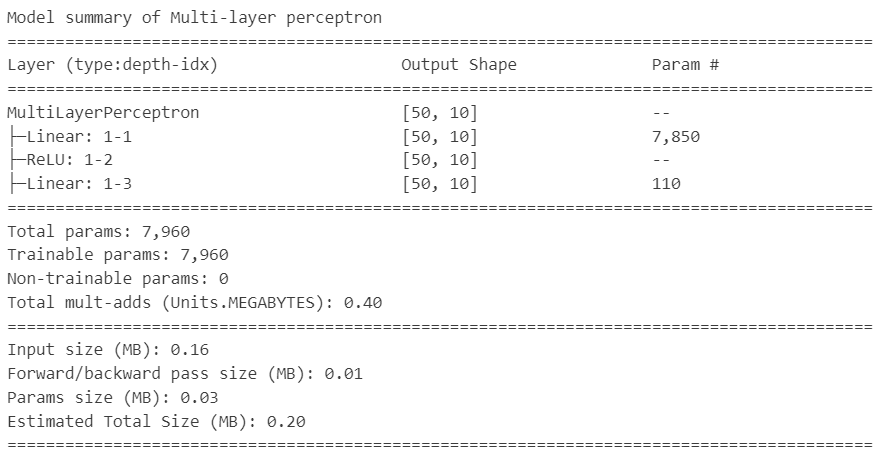 Model summary of Multi-layer perceptron
==========================================================================================
Layer (type:depth-idx)                   Output Shape              Param #
==========================================================================================
MultiLayerPerceptron                     [50, 10]                  --
├─Linear: 1-1                            [50, 10]                  7,850
├─ReLU: 1-2                              [50, 10]                  --
├─Linear: 1-3                            [50, 10]                  110
==========================================================================================
Total params: 7,960
Trainable params: 7,960
Non-trainable params: 0
Total mult-adds (Units.MEGABYTES): 0.40
==========================================================================================
Input size (MB): 0.16
Forward/backward pass size (MB): 0.01
Params size (MB): 0.03
Estimated Total Size (MB): 0.20
==========================================================================================